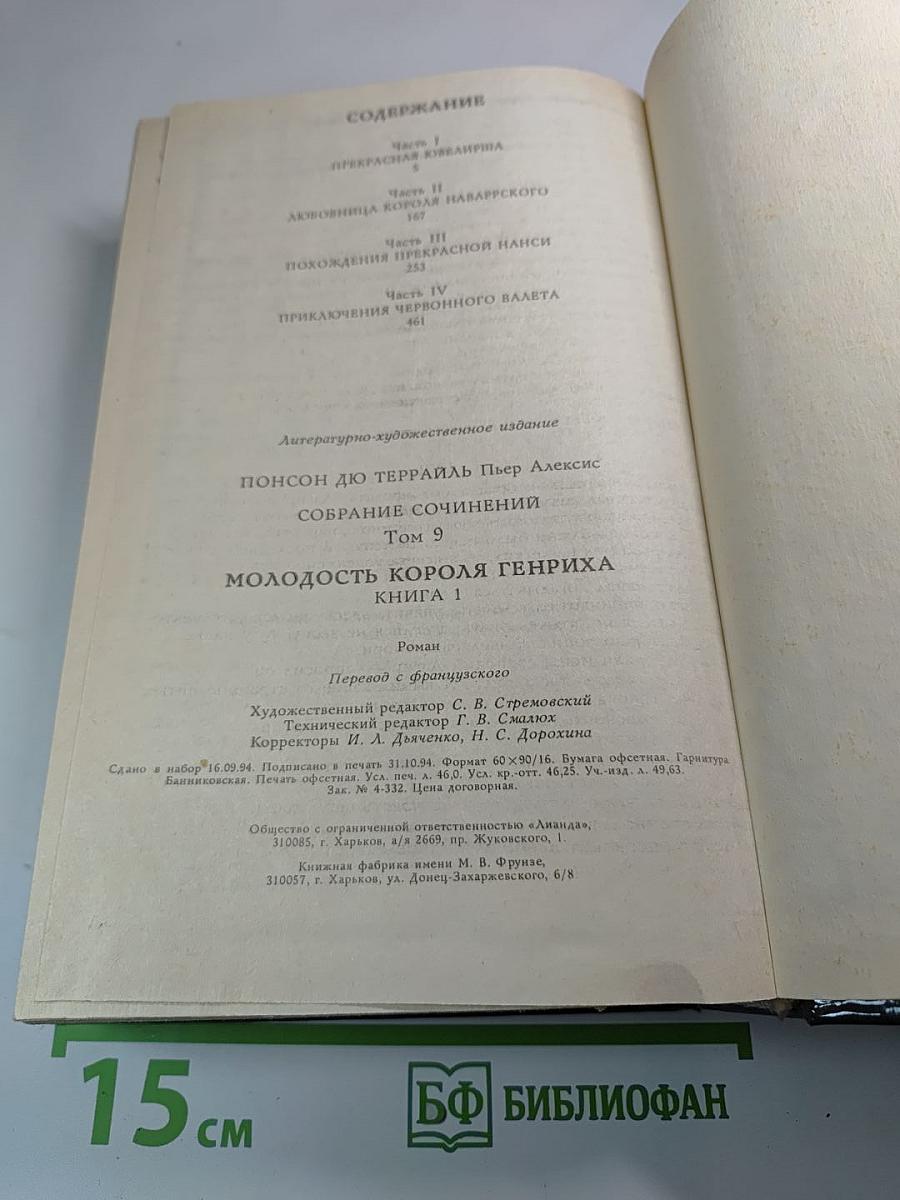 СОДЕРЖАНИЕ
Часть I
ПРЕКРАСНАЯ ЮВЕЛИРША
5
Часть II
ЛЮБОВНИЦА КОРОЛЯ НАВАРРСКОГО
167
Часть III
ПОХОЖДЕНИЯ ПРЕКРАСНОЙ НАНСИ
253
Часть IV
ПРИКЛЮЧЕНИЯ ЧЕРВОННОГО ВАЛЕТА
461
Литературно-художественное издание
ПОНСОН ДЮ ТЕРРАЙЛЬ Пьер Алексис
СОБРАНИЕ СОЧИНЕНИЙ
Том 9
МОЛОДОСТЬ КОРОЛЯ ГЕНРИХА
КНИГА 1
Роман
Перевод с французского
Художественный редактор С. В. Стремовский
Технический редактор Г. В. Смалюх
Корректоры И. Л. Дьяченко, Н. С. Дорохина
Сдано в набор 16.09.94. Подписано в печать 31.10.94. Формат 60×90/16. Бумага офсетная. Гарнитура
Банниковская. Печать офсетная. Усл. печ. л. 46,0. Усл. кр.-отт. 46,25. Уч.-изд. л. 49,63.
Зак. № 4-332. Цена договорная.
Общество с ограниченной ответственностью «Лианда»,
310085, г. Харьков, а/я 2669, пр. Жуковского, 1.
Книжная фабрика имени М. В. Фрунзе,
310057, г. Харьков, ул. Донец-Захаржевского, 6/8
15 см
БФ БИБЛИОФАН